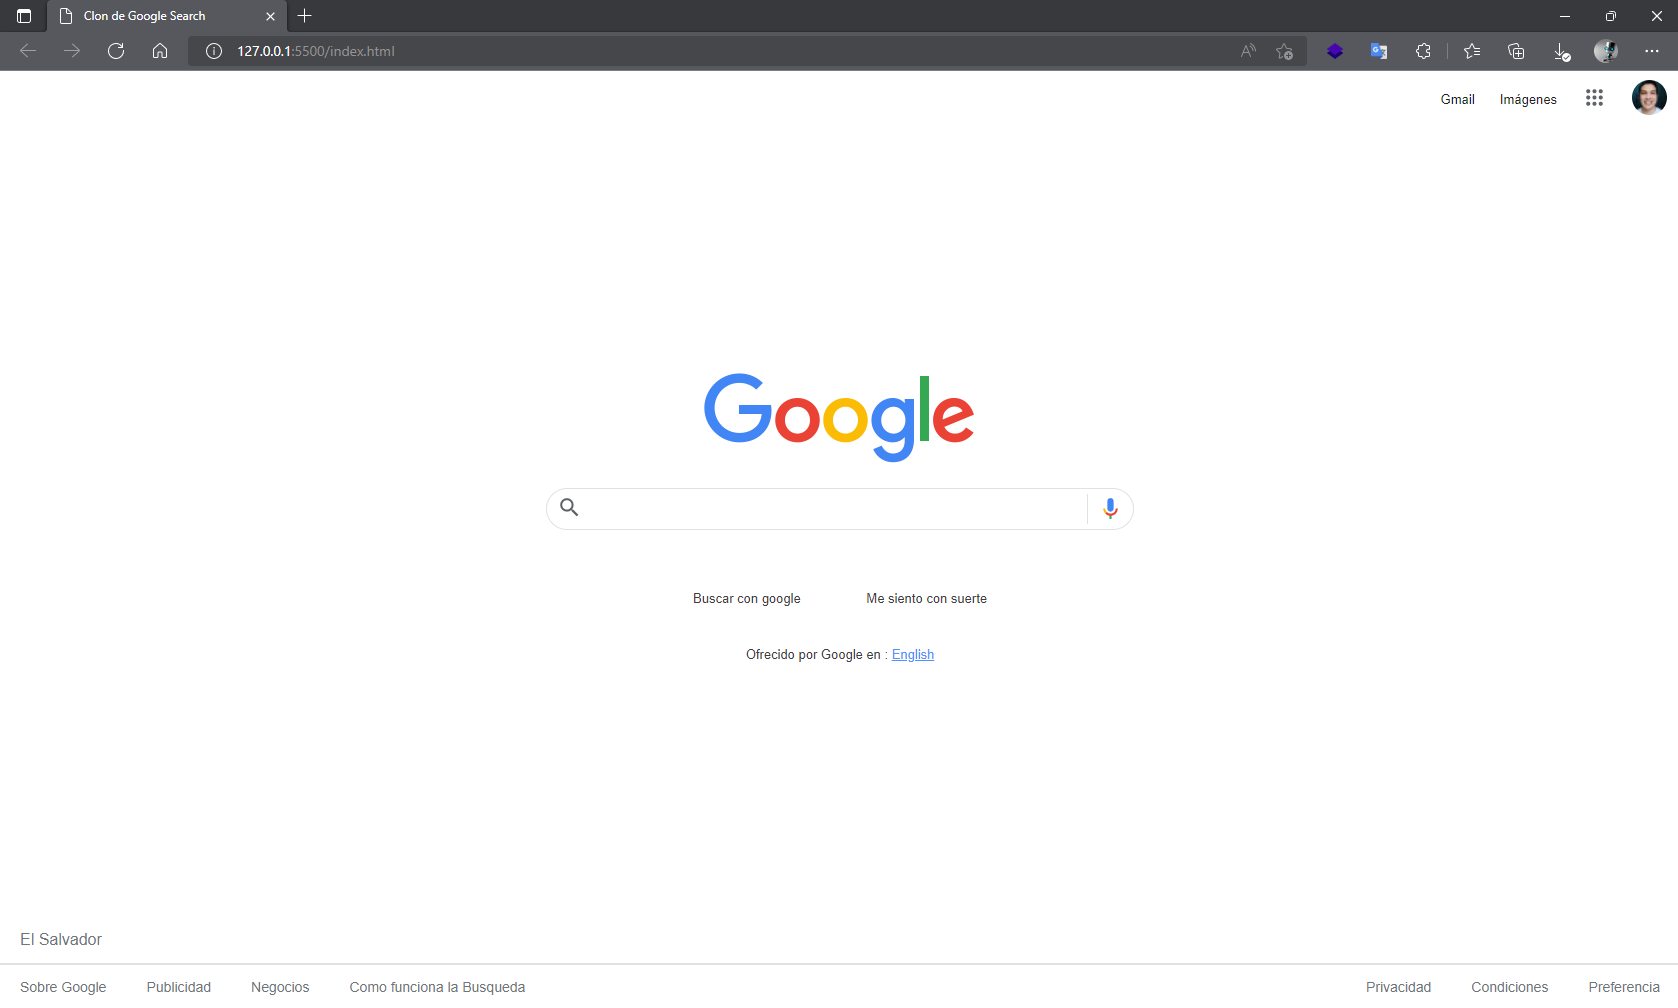 Clon de Google Search
127.0.0.1:5500/index.html
Gmail Imágenes
Google
Buscar con google Me siento con suerte
Ofrecido por Google en : English
El Salvador
Sobre Google Publicidad Negocios Como funciona la Busqueda Privacidad Condiciones Preferencia